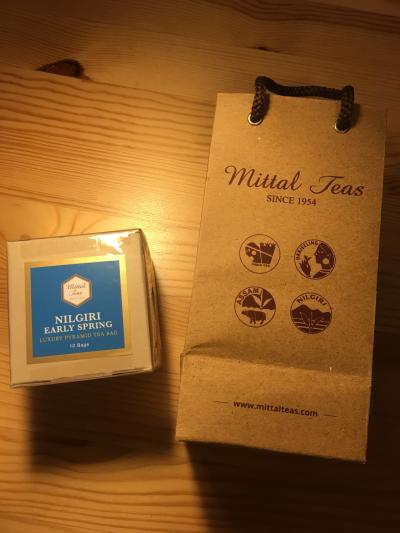 Mittal Teas
SINCE 1954
DARJEELING
ASSAM
NILGIRI
www.mittalteas.com
Mittal
Teas
NILGIRI
EARLY SPRING
LUXURY PYRAMID TEA BAG
10 Bags